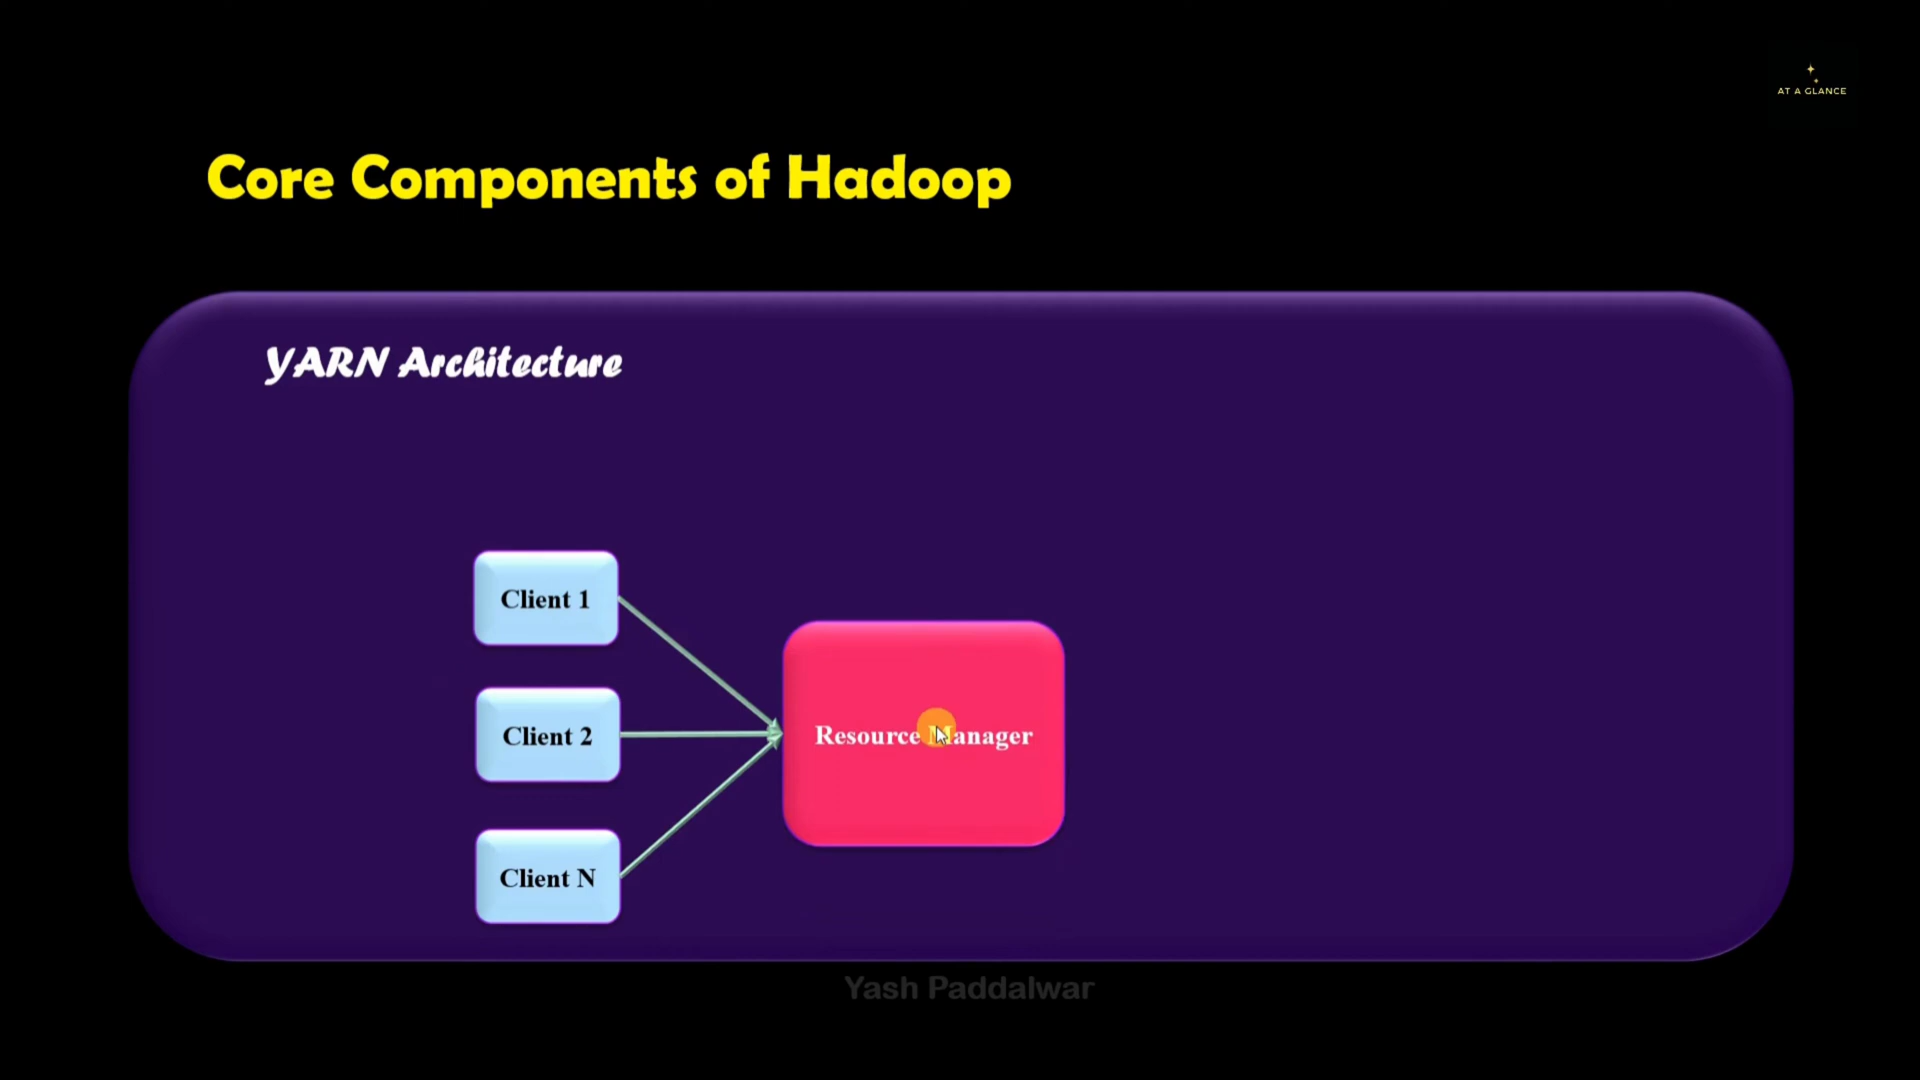 AT A GLANCE
Core Components of Hadoop
YARN Architecture
Client 1
Client 2
Resource Manager
Client N
Yash Paddalwar